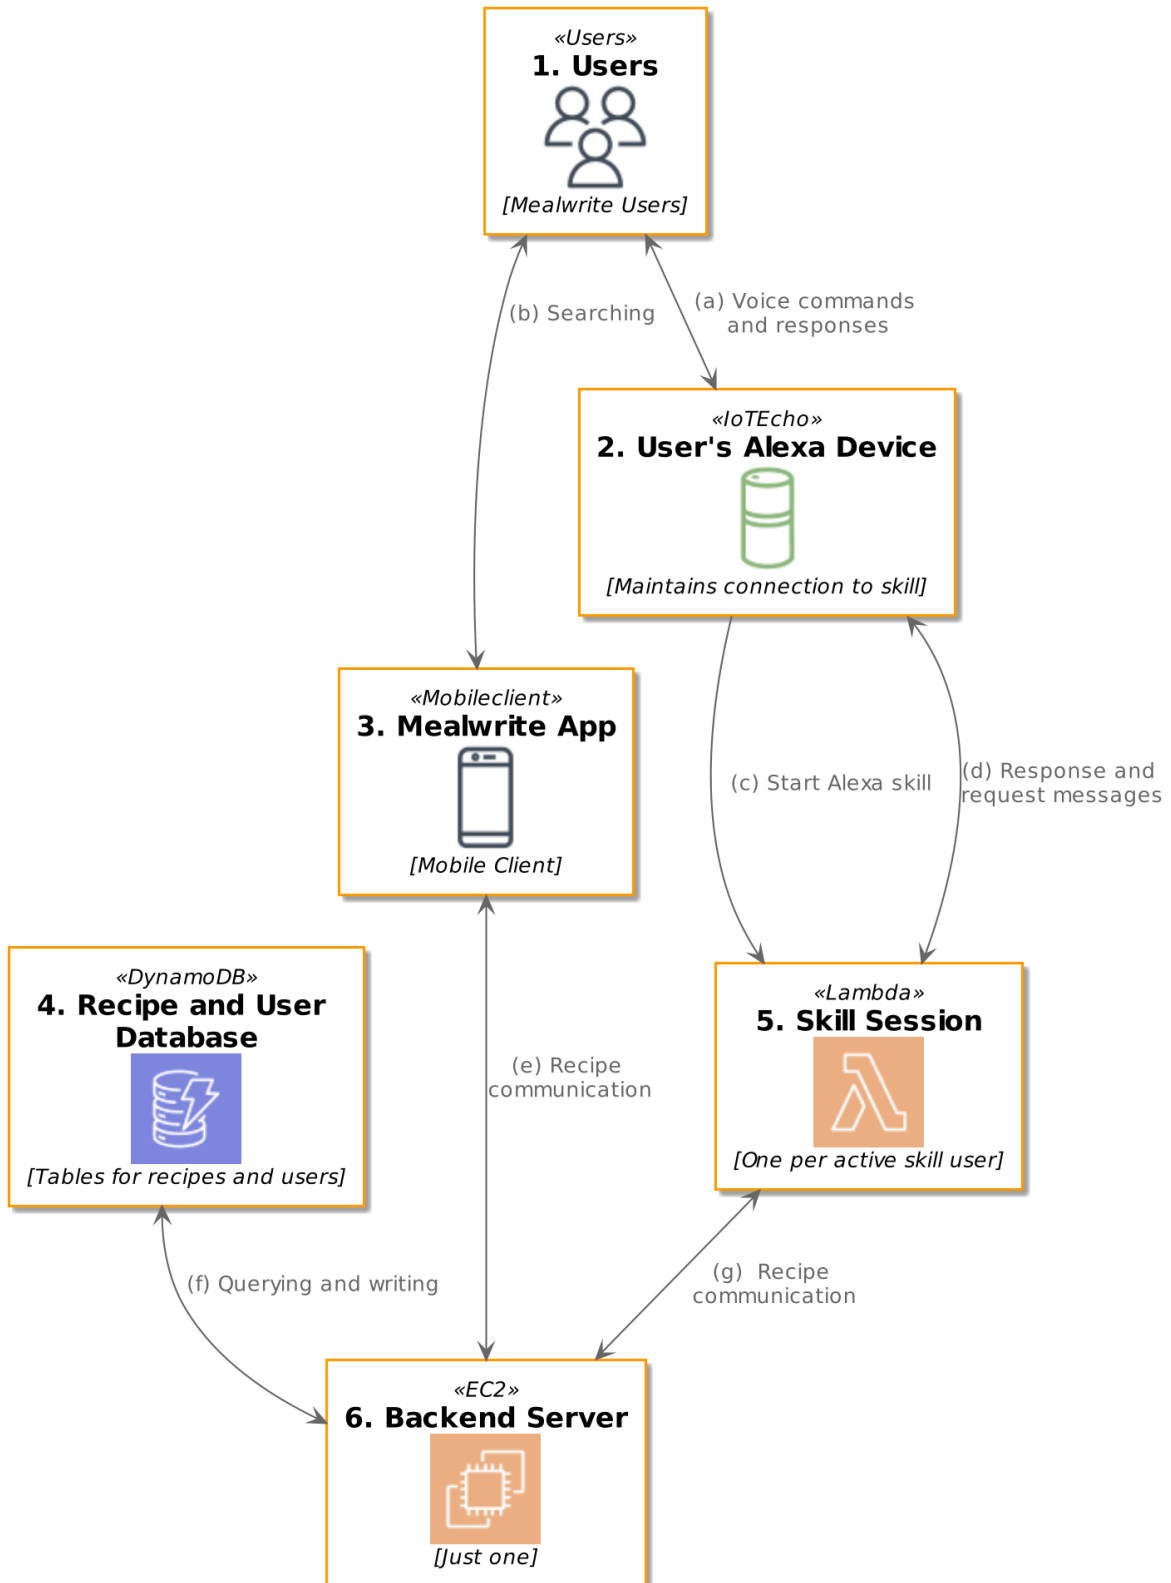 «Users»
1. Users
[Mealwrite Users]
(b) Searching
(a) Voice commands
and responses
«IoTEcho»
2. User's Alexa Device
[Maintains connection to skill]
«Mobileclient»
3. Mealwrite App
[Mobile Client]
(c) Start Alexa skill
(d) Response and
request messages
«DynamoDB»
4. Recipe and User
Database
[Tables for recipes and users]
(e) Recipe
communication
«Lambda»
5. Skill Session
[One per active skill user]
(f) Querying and writing
(g)  Recipe
communication
«EC2»
6. Backend Server
[Just one]